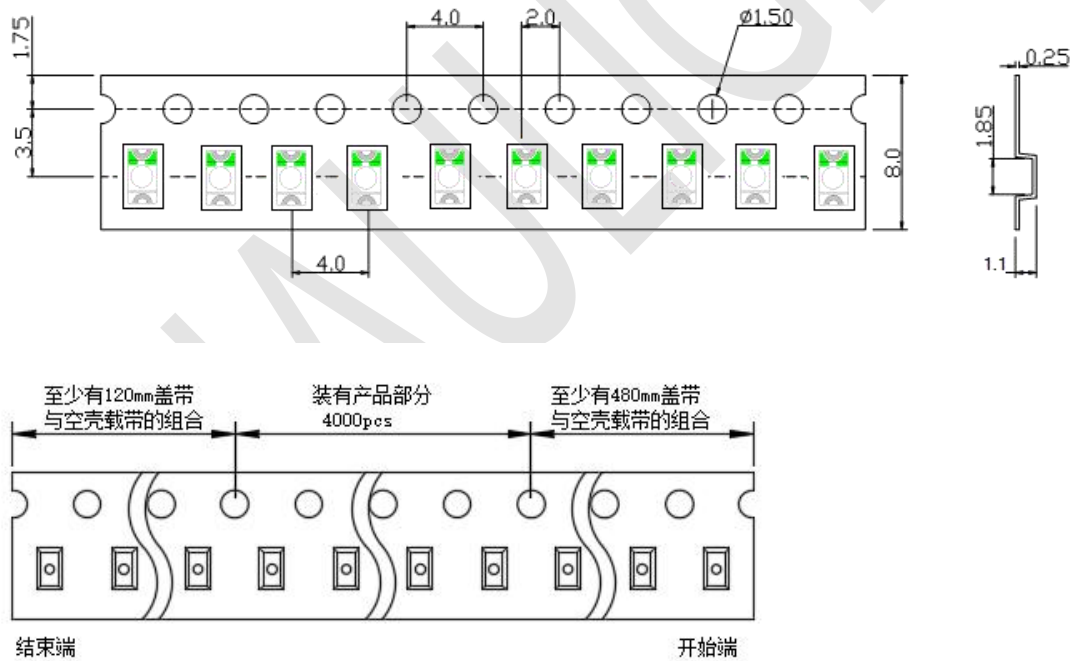 4.0
2.0
ø1.50
1.75
0.25
3.5
1.85
8.0
4.0
1.1
至少有120mm盖带
与空壳载带的组合
装有产品部分
4000pcs
至少有480mm盖带
与空壳载带的组合
结束端
开始端